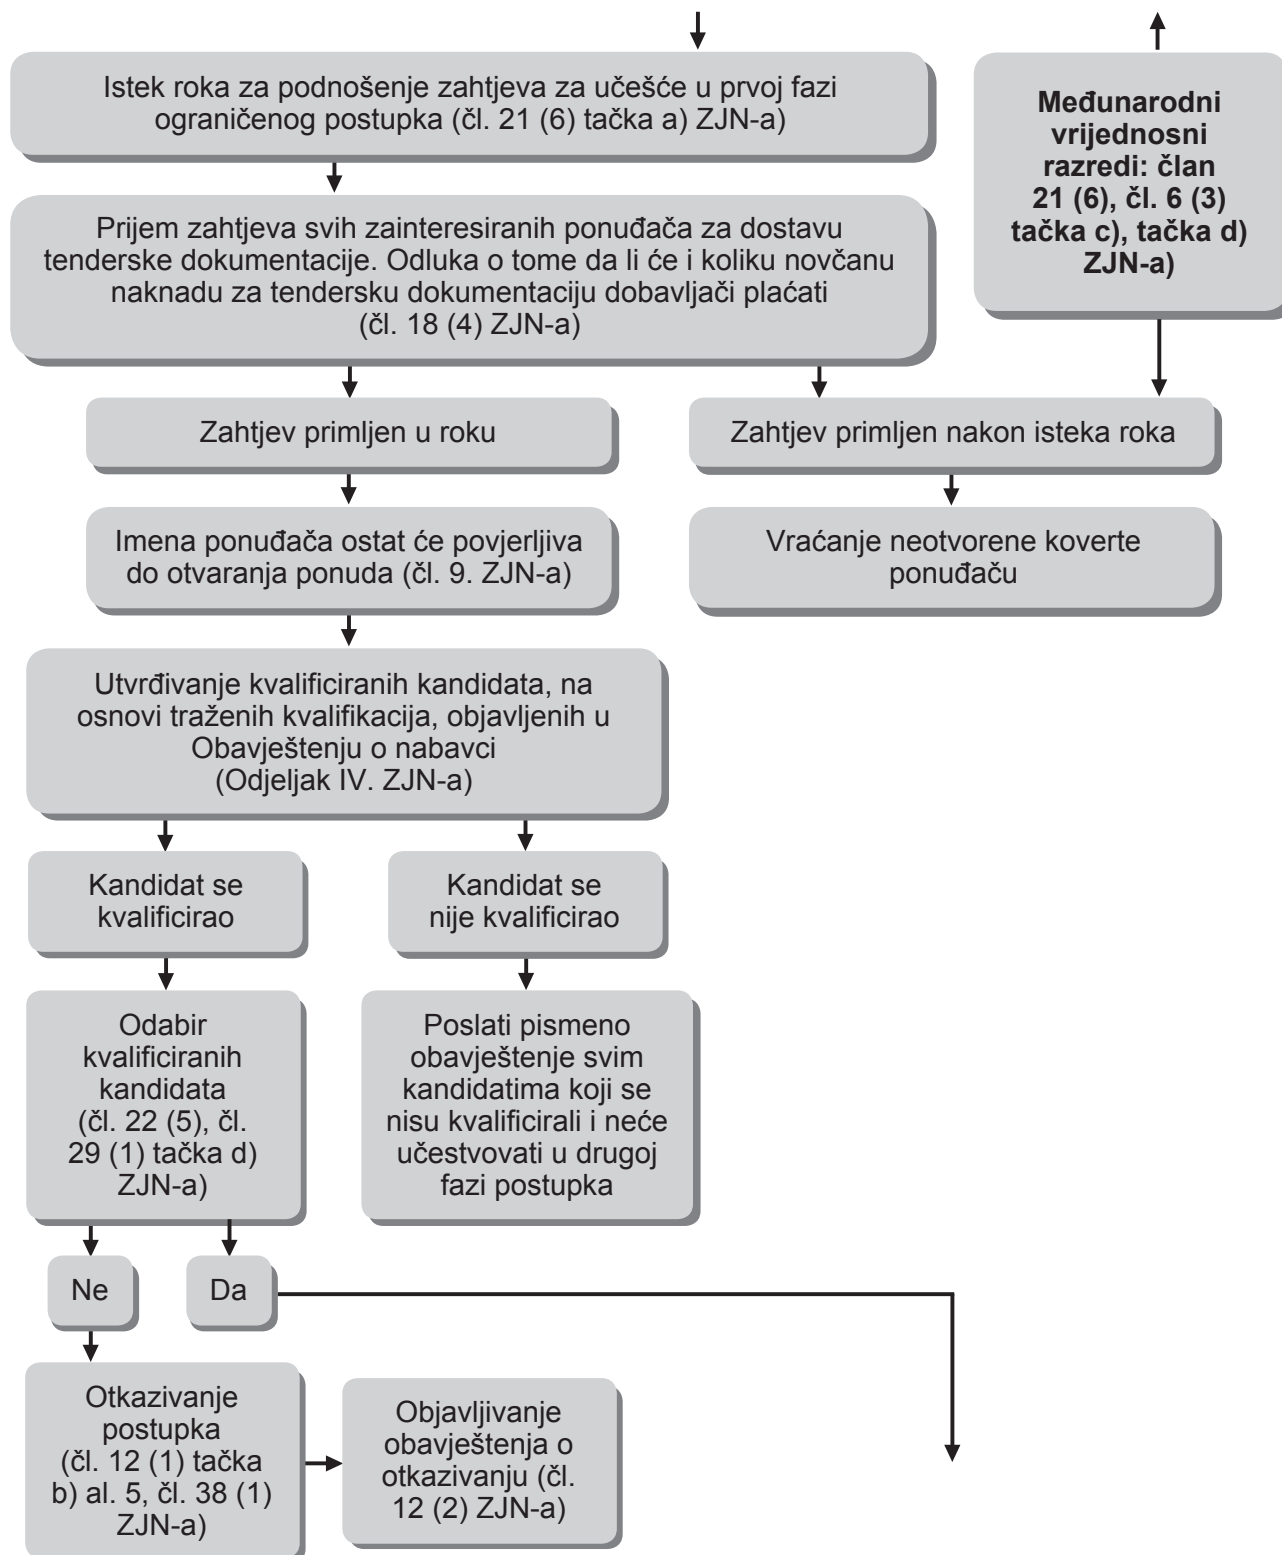 Istek roka za podnošenje zahtjeva za učešće u prvoj fazi
ograničenog postupka (čl. 21 (6) tačka a) ZJN-a)
Međunarodni
vrijednosni
razredi: član
21 (6), čl. 6 (3)
tačka c), tačka d)
ZJN-a)
Prijem zahtjeva svih zainteresiranih ponuđača za dostavu
tenderske dokumentacije. Odluka o tome da li će i koliku novčanu
naknadu za tendersku dokumentaciju dobavljači plaćati
(čl. 18 (4) ZJN-a)
Zahtjev primljen u roku
Zahtjev primljen nakon isteka roka
Imena ponuđača ostat će povjerljiva
do otvaranja ponuda (čl. 9. ZJN-a)
Vraćanje neotvorene koverte
ponuđaču
Utvrđivanje kvalificiranih kandidata, na
osnovi traženih kvalifikacija, objavljenih u
Obavještenju o nabavci
(Odjeljak IV. ZJN-a)
Kandidat se
kvalificirao
Kandidat se
nije kvalificirao
Odabir
kvalificiranih
kandidata
(čl. 22 (5), čl.
29 (1) tačka d)
ZJN-a)
Poslati pismeno
obavještenje svim
kandidatima koji se
nisu kvalificirali i neće
učestvovati u drugoj
fazi postupka
Ne
Da
Otkazivanje
postupka
(čl. 12 (1) tačka
b) al. 5, čl. 38 (1)
ZJN-a)
Objavljivanje
obavještenja o
otkazivanju (čl.
12 (2) ZJN-a)